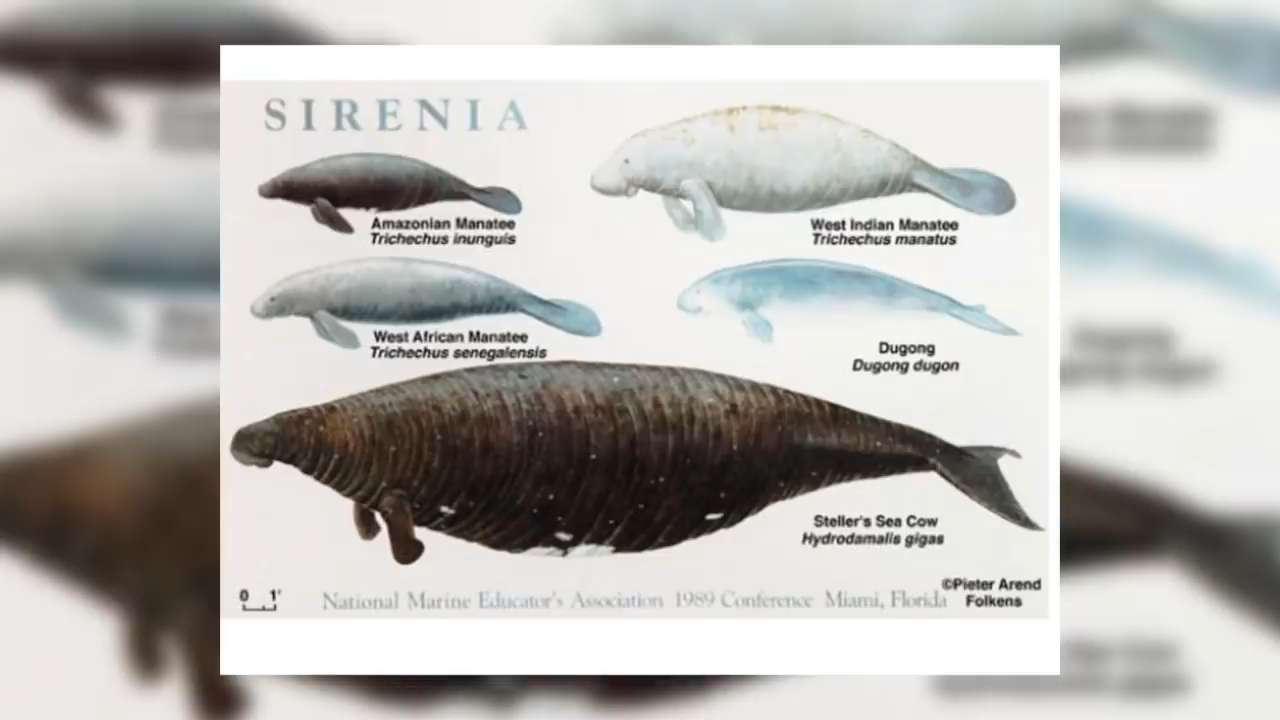 SIRENIA
Amazonian Manatee
Trichechus inunguis
West Indian Manatee
Trichechus manatus
West African Manatee
Trichechus senegalensis
Dugong
Dugong dugon
Steller's Sea Cow
Hydrodamalis gigas
0 1'
National Marine Educator's Association 1989 Conference Miami, Florida
©Pieter Arend
Folkens